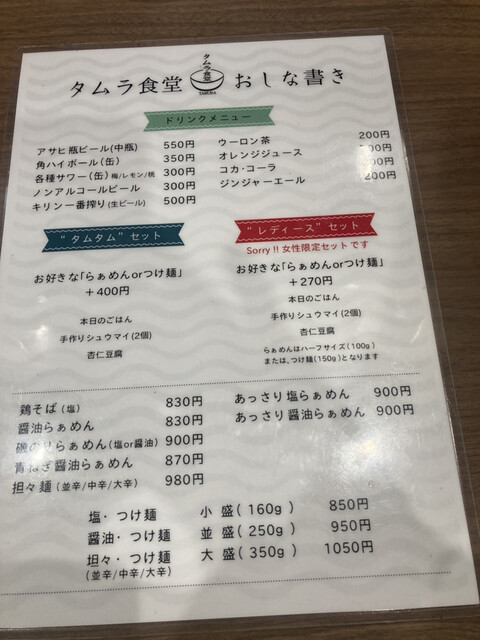 タムラ食堂
タムラ食堂
TAMURA
おしな書き
ドリンクメニュー
アサヒ瓶ビール(中瓶) 550円
角ハイボール(缶) 350円
各種サワー(缶)梅/レモン/桃 300円
ノンアルコールビール 300円
キリン一番搾り(生ビール) 500円
ウーロン茶 200円
オレンジジュース 00円
コカ・コーラ 00円
ジンジャーエール 200円
“タムタム”セット
お好きな「らぁめんorつけ麺」
+400円
本日のごはん
手作りシュウマイ(2個)
杏仁豆腐
“レディース”セット
Sorry!!女性限定セットです
お好きな「らぁめんorつけ麺」
+270円
本日のごはん
手作りシュウマイ(2個)
杏仁豆腐
らぁめんはハーフサイズ(100g)
または、つけ麺(150g)となります
鶏そば(塩) 830円
醤油らぁめん 830円
磯のりらぁめん(塩or醤油) 900円
青ねぎ醤油らぁめん 870円
担々麺(並辛/中辛/大辛) 980円
あっさり塩らぁめん 900円
あっさり醤油らぁめん 900円
塩・つけ麺 小盛(160g) 850円
醤油・つけ麺 並盛(250g) 950円
担々・つけ麺 大盛(350g) 1050円
(並辛/中辛/大辛)